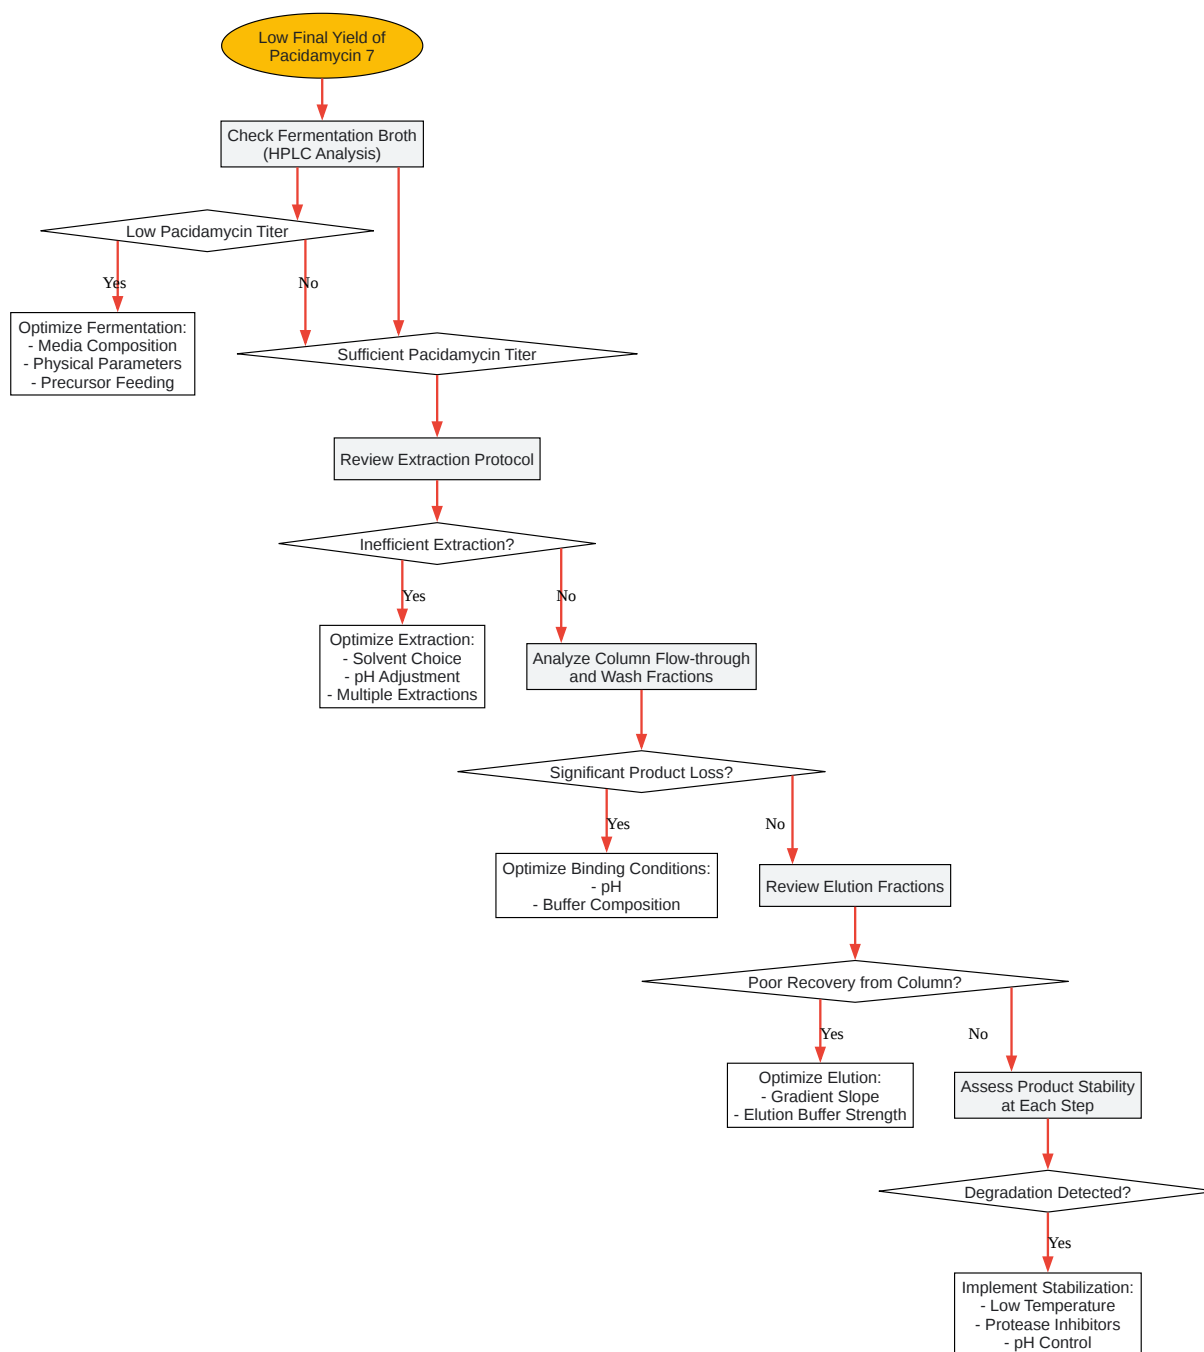 Low Final Yield of
Pacidamycin 7
Check Fermentation Broth
(HPLC Analysis)
Low Pacidamycin Titer
Yes
No
Optimize Fermentation:
- Media Composition
- Physical Parameters
- Precursor Feeding
Sufficient Pacidamycin Titer
Review Extraction Protocol
Inefficient Extraction?
Yes
No
Optimize Extraction:
- Solvent Choice
- pH Adjustment
- Multiple Extractions
Analyze Column Flow-through
and Wash Fractions
Significant Product Loss?
Yes
No
Optimize Binding Conditions:
- pH
- Buffer Composition
Review Elution Fractions
Poor Recovery from Column?
Yes
No
Optimize Elution:
- Gradient Slope
- Elution Buffer Strength
Assess Product Stability
at Each Step
Degradation Detected?
Yes
Implement Stabilization:
- Low Temperature
- Protease Inhibitors
- pH Control